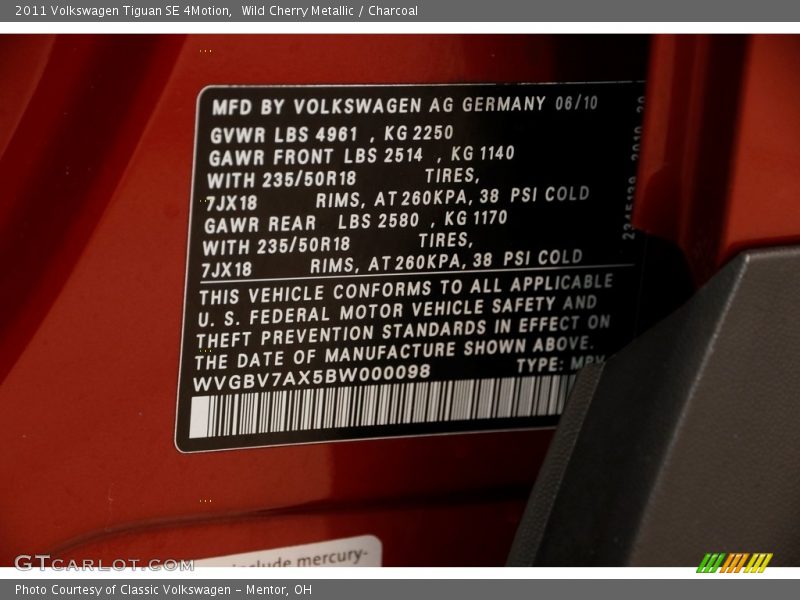 2011 Volkswagen Tiguan SE 4Motion, Wild Cherry Metallic / Charcoal
MFD BY VOLKSWAGEN AG GERMANY 06/10
GVWR LBS 4961 , KG 2250
GAWR FRONT LBS 2514 , KG 1140
WITH 235/50R18 TIRES,
7JX18 RIMS, AT 260KPA, 38 PSI COLD
GAWR REAR LBS 2580 , KG 1170
WITH 235/50R18 TIRES,
7JX18 RIMS, AT 260KPA, 38 PSI COLD
THIS VEHICLE CONFORMS TO ALL APPLICABLE
U. S. FEDERAL MOTOR VEHICLE SAFETY AND
THEFT PREVENTION STANDARDS IN EFFECT ON
THE DATE OF MANUFACTURE SHOWN ABOVE.
WVGBV7AX5BW000098 TYPE: MPV
mercury-
GTCARLOT.COM
Photo Courtesy of Classic Volkswagen - Mentor, OH